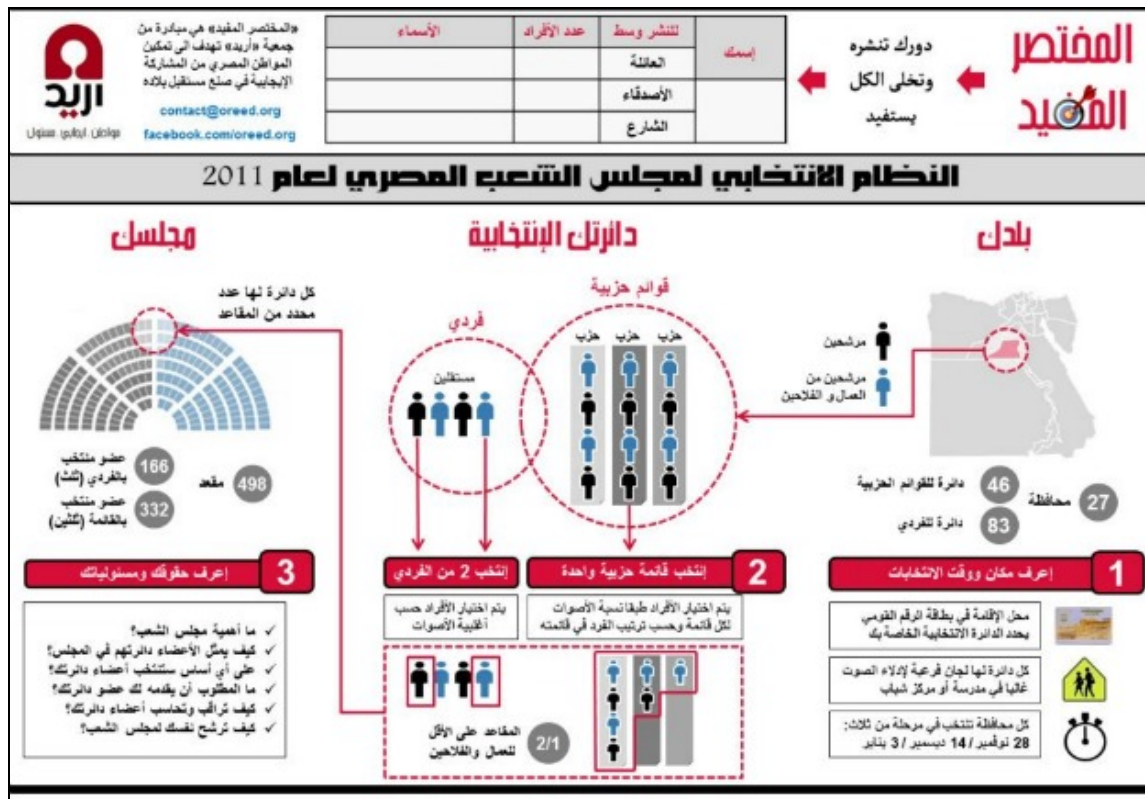 المختصر
المفيد
دورك تنشره
وتخلى الكل
يستفيد
إسمك
للنشر وسط
عدد الأفراد
الأسماء
العائلة
الأصدقاء
الشارع
«المختصر المفيد» هي مبادرة من
جمعية «أريد» تهدف الى تمكين
المواطن المصري من المشاركة
الإيجابية في صنع مستقبل بلاده
contact@oreed.org
facebook.com/oreed.org
اريد
مواطن. ايجابي. مسئول
النظام الانتخابي لمجلس الشعب المصري لعام 2011
بلدك
مرشحين
مرشحين من
العمال و الفلاحين
27 محافظة
46 دائرة للقوائم الحزبية
83 دائرة للفردي
1 إعرف مكان ووقت الانتخابات
محل الإقامة في بطاقة الرقم القومي
يحدد الدائرة الانتخابية الخاصة بك
كل دائرة لها لجان فرعية لإدلاء الصوت
غالبا في مدرسة أو مركز شباب
كل محافظة تنتخب في مرحلة من ثلاث:
28 نوفمبر / 14 ديسمبر / 3 يناير
دائرتك الإنتخابية
قوائم حزبية
حزب حزب حزب
فردي
مستقلين
2 إنتخب قائمة حزبية واحدة
يتم اختيار الأفراد طبقا نسبة الأصوات
لكل قائمة وحسب ترتيب الفرد في قائمته
إنتخب 2 من الفردي
يتم اختيار الأفراد حسب
أغلبية الأصوات
2/1 المقاعد على الأقل
للعمال والفلاحين
مجلسك
كل دائرة لها عدد
محدد من المقاعد
498 مقعد
166 عضو منتخب
بالفردي (ثلث)
332 عضو منتخب
بالقائمة (ثلثين)
3 إعرف حقوقك ومسئولياتك
✓ ما أهمية مجلس الشعب؟
✓ كيف يمثل الأعضاء دائرتهم في المجلس؟
✓ على أي أساس ستنتخب أعضاء دائرتك؟
✓ ما المطلوب أن يقدمه لك عضو دائرتك؟
✓ كيف تراقب وتحاسب أعضاء دائرتك؟
✓ كيف ترشح نفسك لمجلس الشعب؟